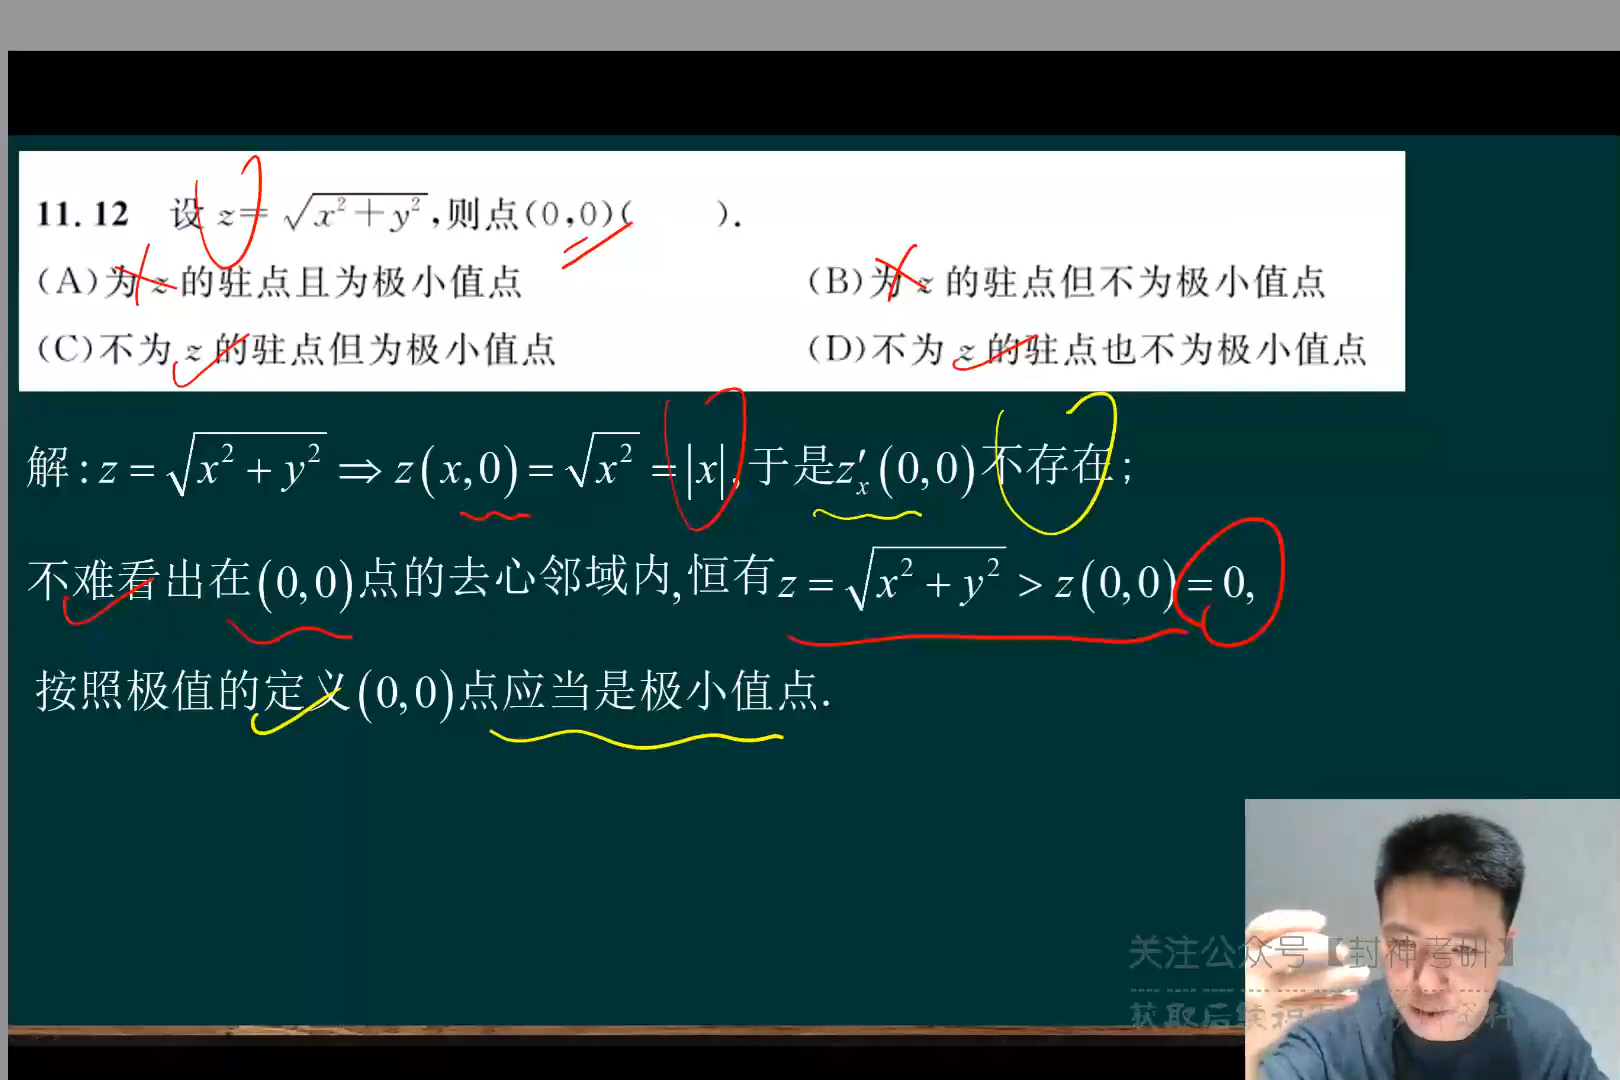 11.12 设 z=√(x²+y²),则点(0,0)( ).
(A)为 z 的驻点且为极小值点 (B)为 z 的驻点但不为极小值点
(C)不为 z 的驻点但为极小值点 (D)不为 z 的驻点也不为极小值点
解:z=√(x²+y²)⇒z(x,0)=√(x²)=|x|,于是z′ₓ(0,0)不存在;
不难看出在(0,0)点的去心邻域内,恒有z=√(x²+y²)>z(0,0)=0,
按照极值的定义(0,0)点应当是极小值点.
关注公众号【封神考研】
获取后续